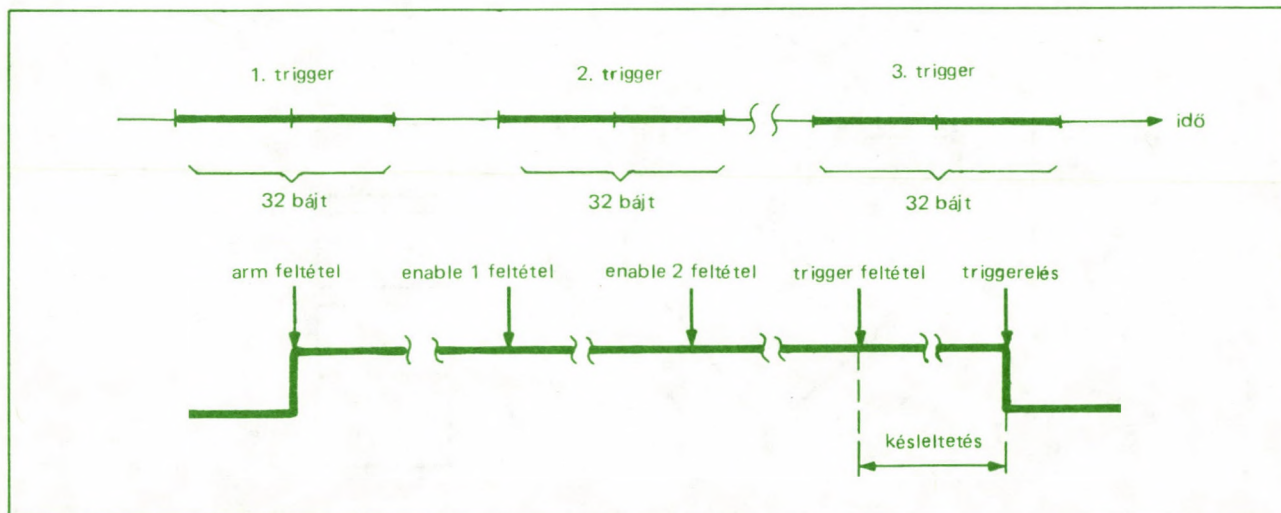 1. trigger
2. trigger
3. trigger
idő
32 bájt
32 bájt
32 bájt
arm feltétel
enable 1 feltétel
enable 2 feltétel
trigger feltétel
triggerelés
késleltetés